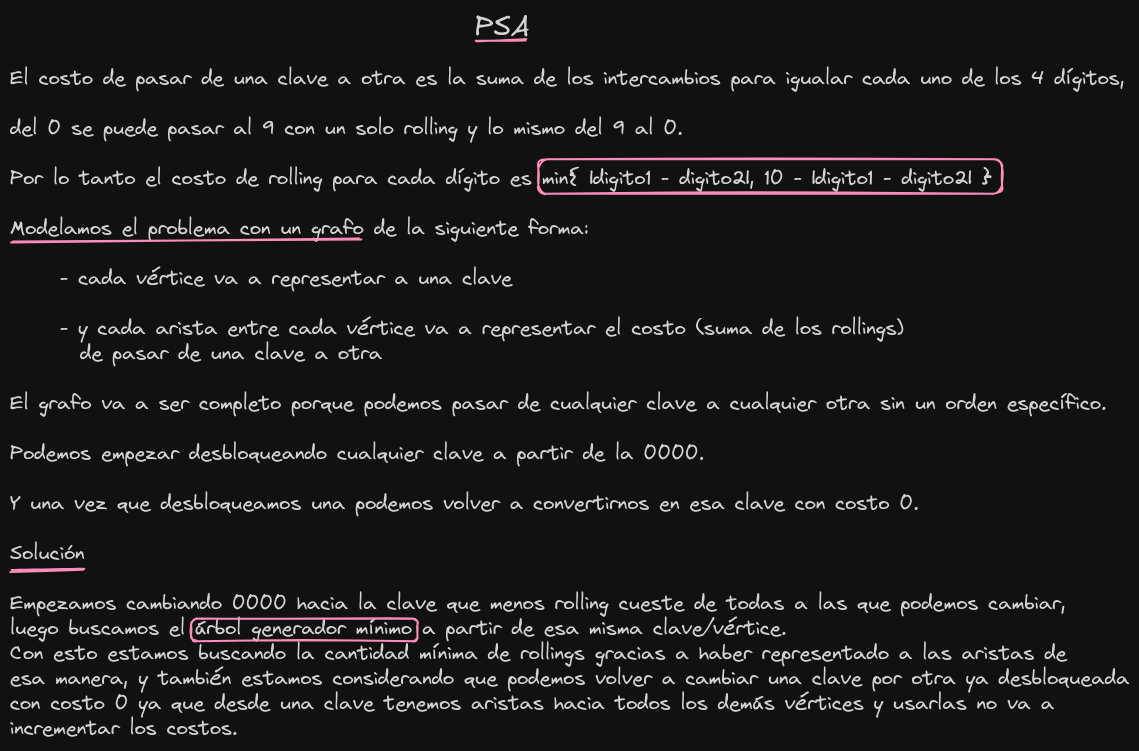 PSA
El costo de pasar de una clave a otra es la suma de los intercambios para igualar cada uno de los 4 dígitos,
del 0 se puede pasar al 9 con un solo rolling y lo mismo del 9 al 0.
Por lo tanto el costo de rolling para cada dígito es min{ |digito1 - digito2|, 10 - |digito1 - digito2| }
Modelamos el problema con un grafo de la siguiente forma:
- cada vértice va a representar a una clave
- y cada arista entre cada vértice va a representar el costo (suma de los rollings)
de pasar de una clave a otra
El grafo va a ser completo porque podemos pasar de cualquier clave a cualquier otra sin un orden específico.
Podemos empezar desbloqueando cualquier clave a partir de la 0000.
Y una vez que desbloqueamos una podemos volver a convertirnos en esa clave con costo 0.
Solución
Empezamos cambiando 0000 hacia la clave que menos rolling cueste de todas a las que podemos cambiar,
luego buscamos el árbol generador mínimo a partir de esa misma clave/vértice.
Con esto estamos buscando la cantidad mínima de rollings gracias a haber representado a las aristas de
esa manera, y también estamos considerando que podemos volver a cambiar una clave por otra ya desbloqueada
con costo 0 ya que desde una clave tenemos aristas hacia todos los demás vértices y usarlas no va a
incrementar los costos.